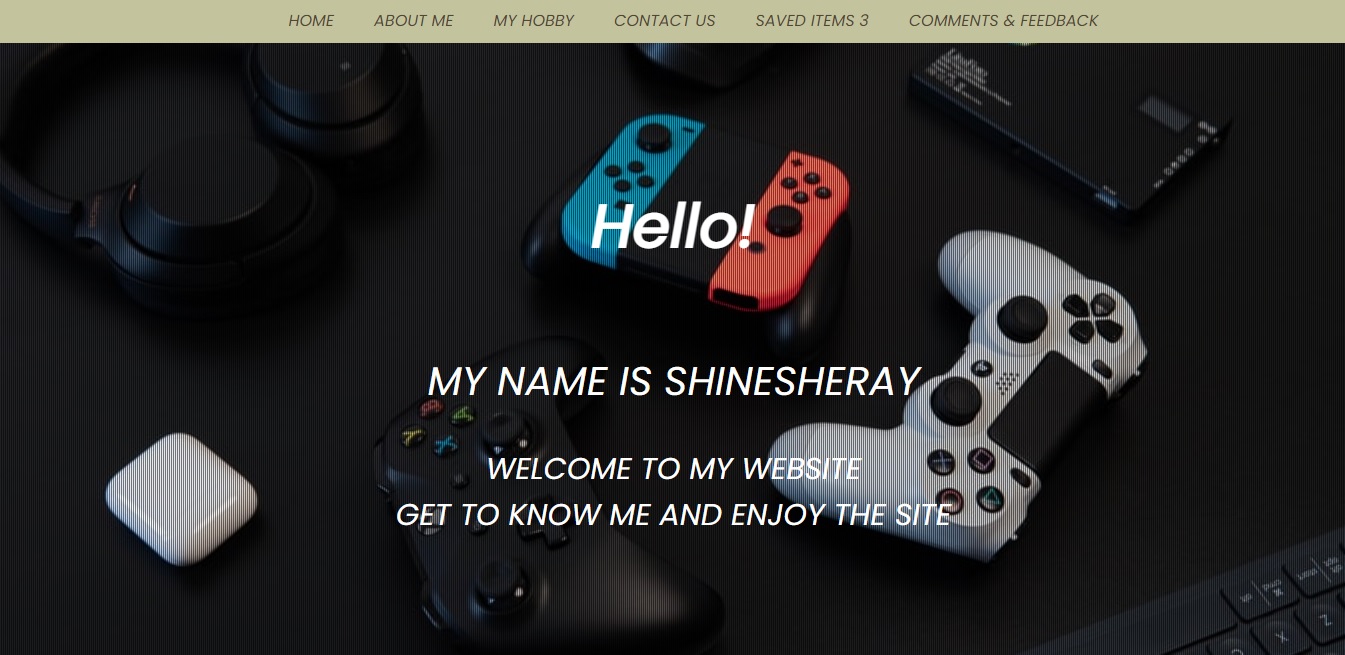 HOME ABOUT ME MY HOBBY CONTACT US SAVED ITEMS 3 COMMENTS & FEEDBACK
Hello!
MY NAME IS SHINESHERAY
WELCOME TO MY WEBSITE
GET TO KNOW ME AND ENJOY THE SITE